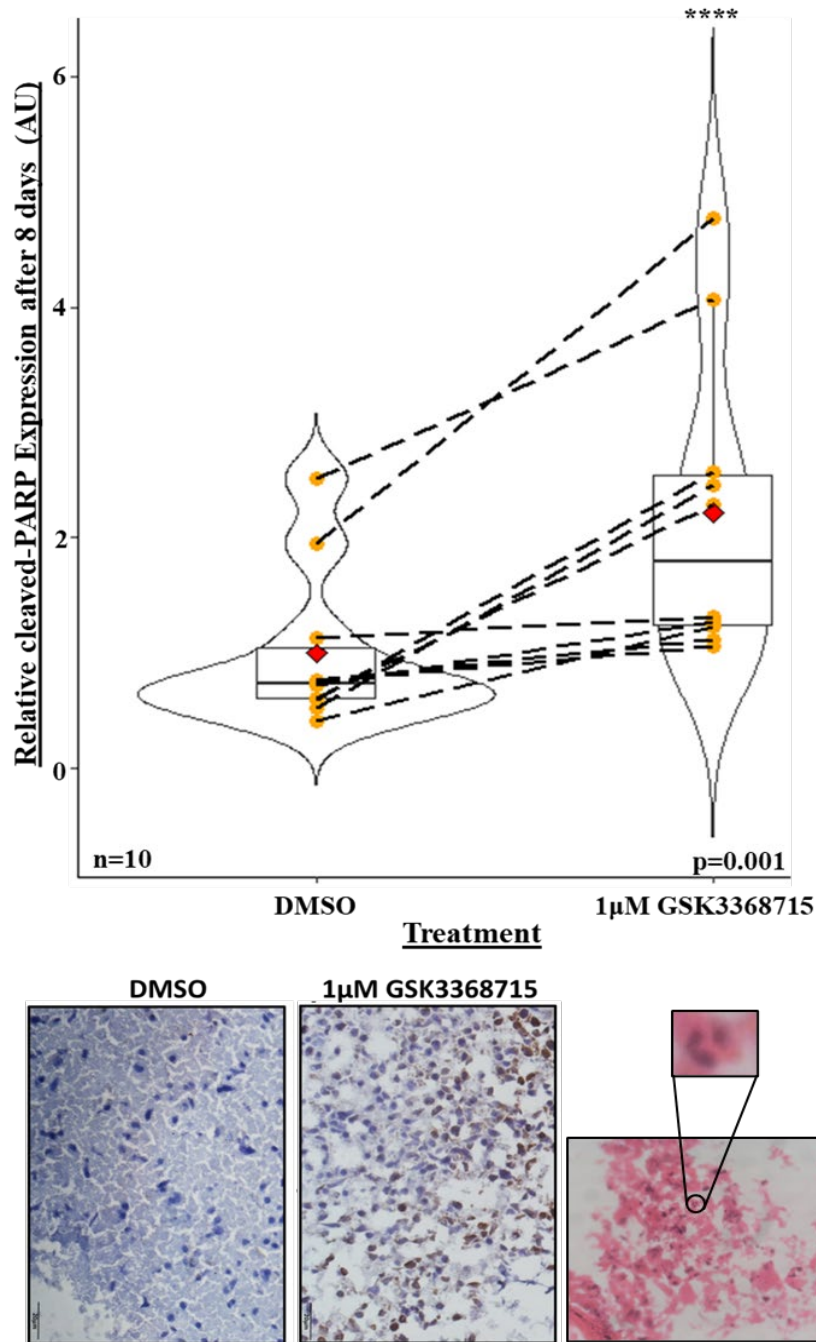 ****
Relative cleaved-PARP Expression after 8 days (AU)
6
4
2
0
n=10
p=0.001
DMSO
1µM GSK3368715
Treatment
DMSO
1µM GSK3368715